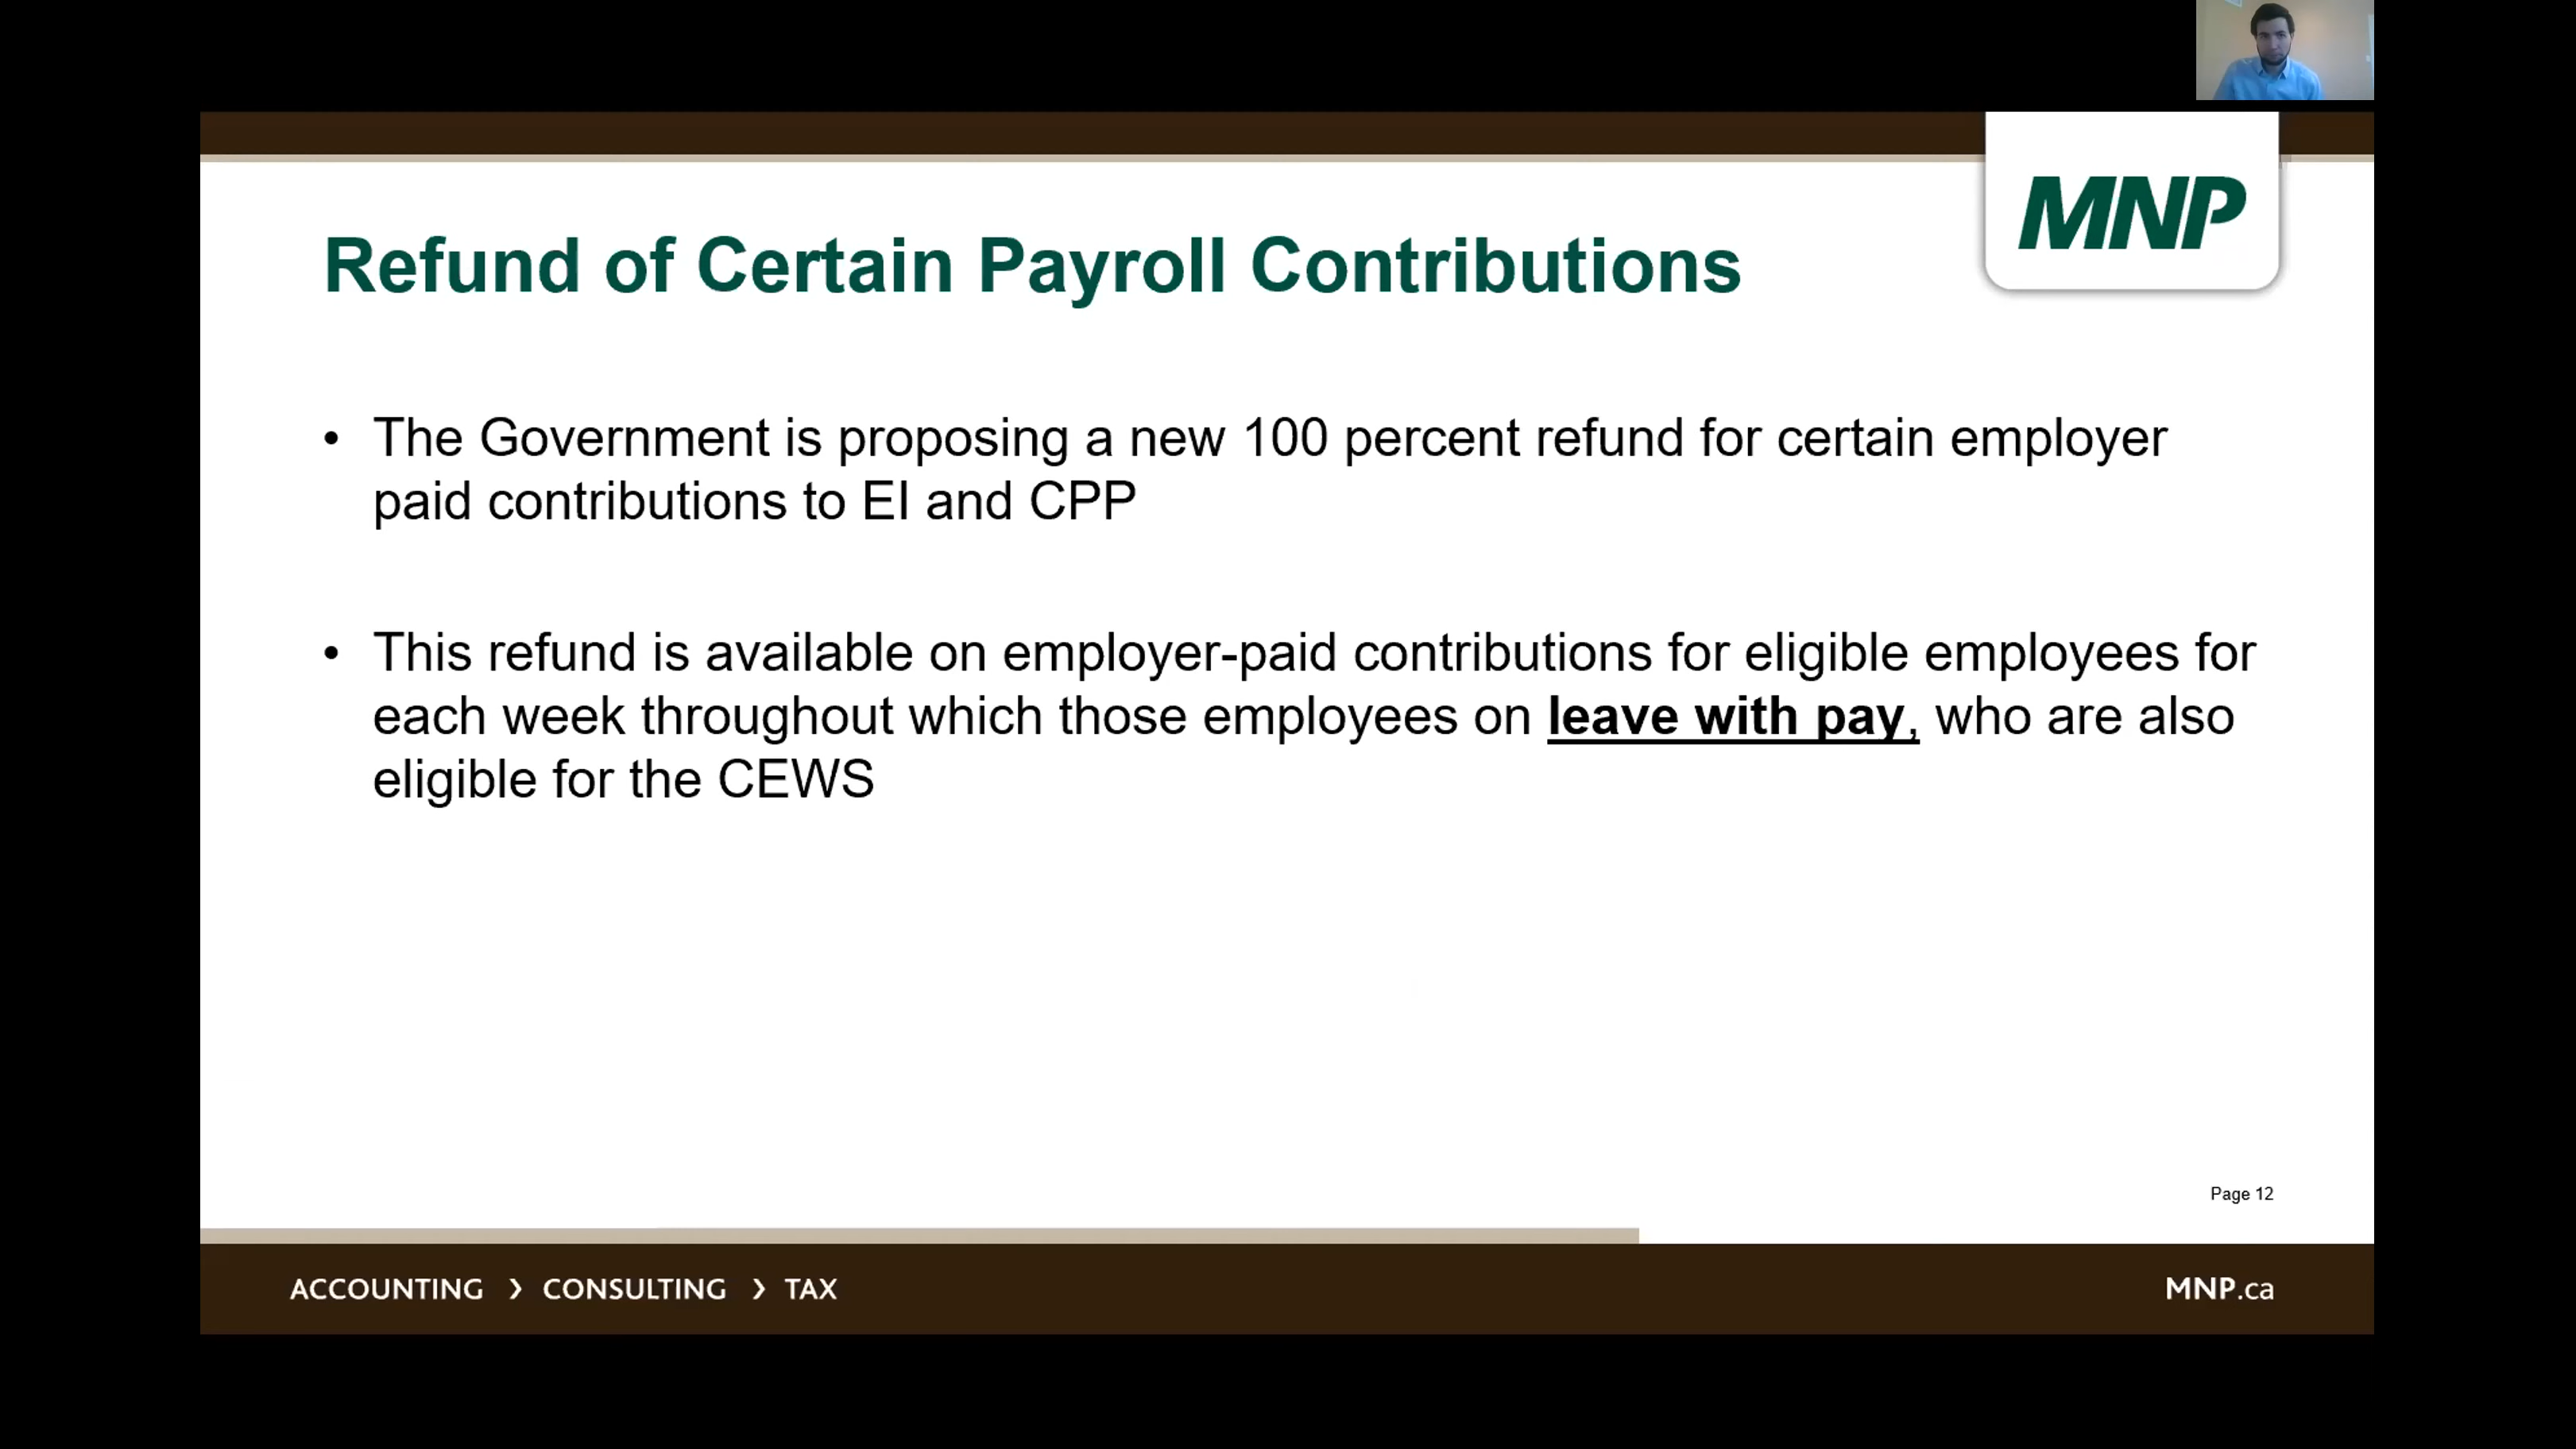 MNP
Refund of Certain Payroll Contributions
• The Government is proposing a new 100 percent refund for certain employer
paid contributions to EI and CPP
• This refund is available on employer-paid contributions for eligible employees for
each week throughout which those employees on leave with pay, who are also
eligible for the CEWS
Page 12
ACCOUNTING › CONSULTING › TAX
MNP.ca